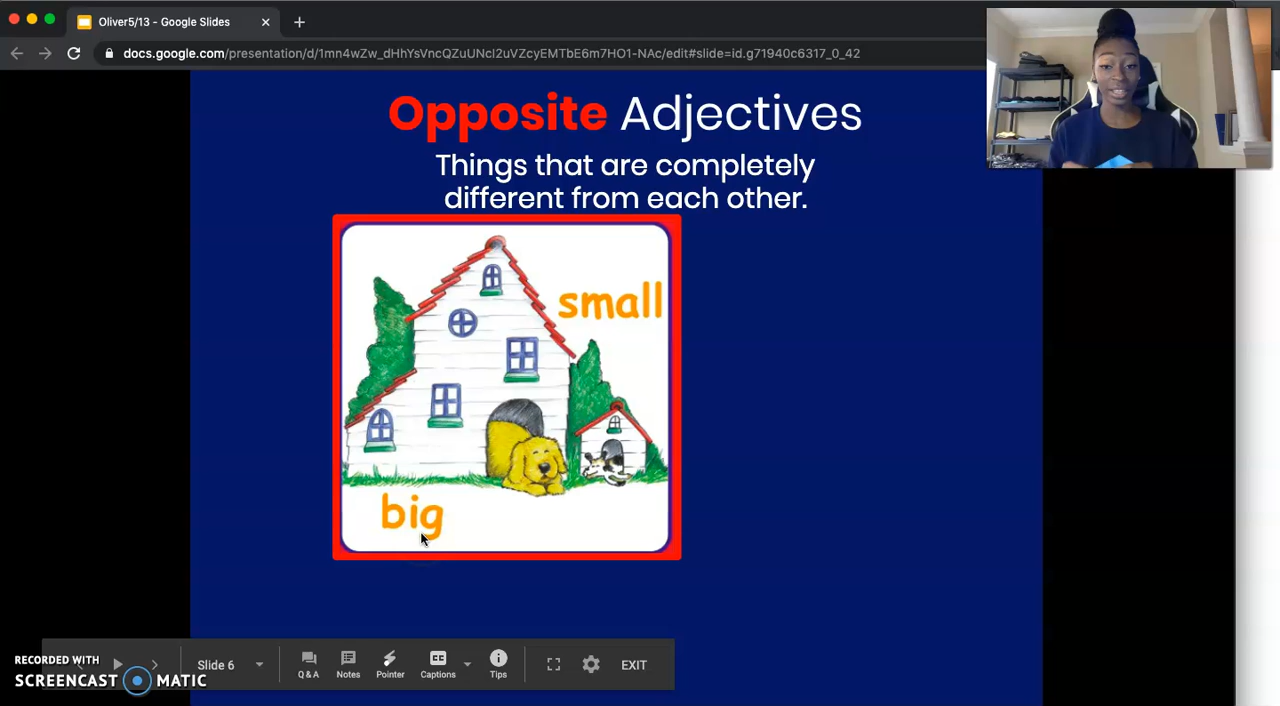 Oliver5/13 - Google Slides
docs.google.com/presentation/d/1mn4wZw_dHhYsVncQZuUNcI2uVZcyEMTbE6m7HO1-NAc/edit#slide=id.g71940c6317_0_42
Opposite Adjectives
Things that are completely
different from each other.
small
big
Slide 6
Q & A
Notes
Pointer
Captions
Tips
EXIT
RECORDED WITH
SCREENCAST MATIC